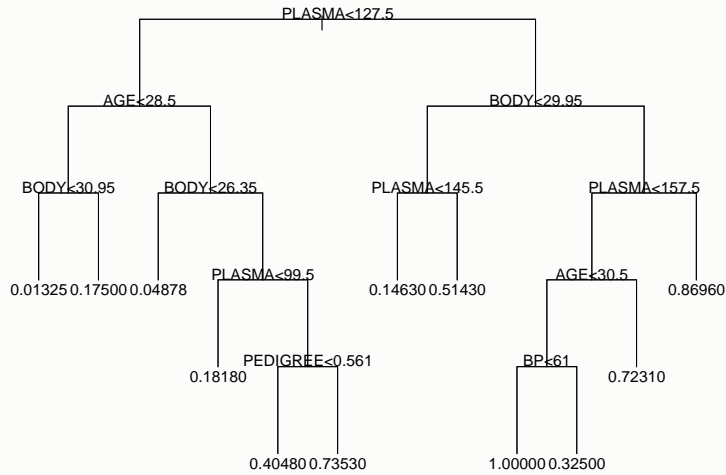 PLASMA<127.5
AGE<28.5 BODY<29.95
BODY<30.95 BODY<26.35 PLASMA<145.5 PLASMA<157.5
0.01325 0.17500 0.04878 PLASMA<99.5 0.14630 0.51430 AGE<30.5 0.86960
0.18180 PEDIGREE<0.561 BP<61 0.72310
0.40480 0.73530 1.00000 0.32500